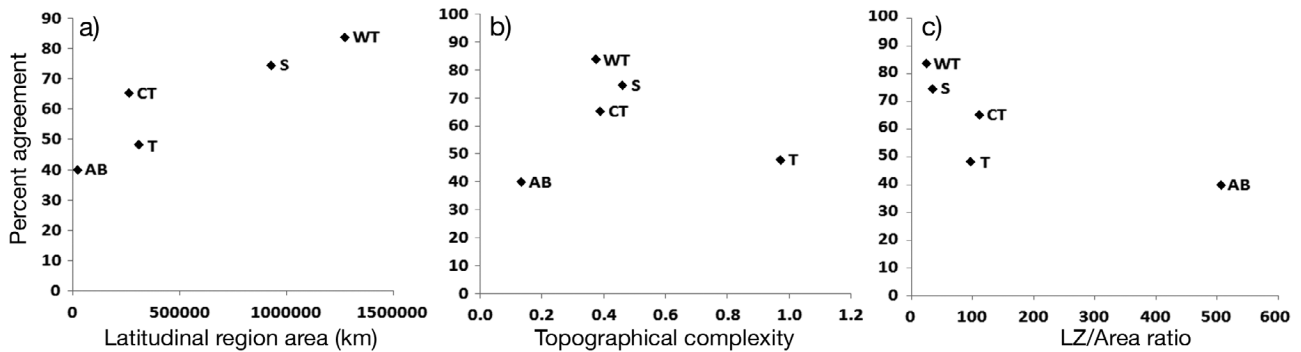 a)
Percent agreement
90
80
70
60
50
40
30
20
10
0
WT
S
CT
T
AB
0 500000 1000000 1500000
Latitudinal region area (km)
b)
100
90
80
70
60
50
40
30
20
10
0
WT
S
CT
T
AB
0.0 0.2 0.4 0.6 0.8 1.0 1.2
Topographical complexity
c)
100
90
80
70
60
50
40
30
20
10
0
WT
S
CT
T
AB
0 100 200 300 400 500 600
LZ/Area ratio